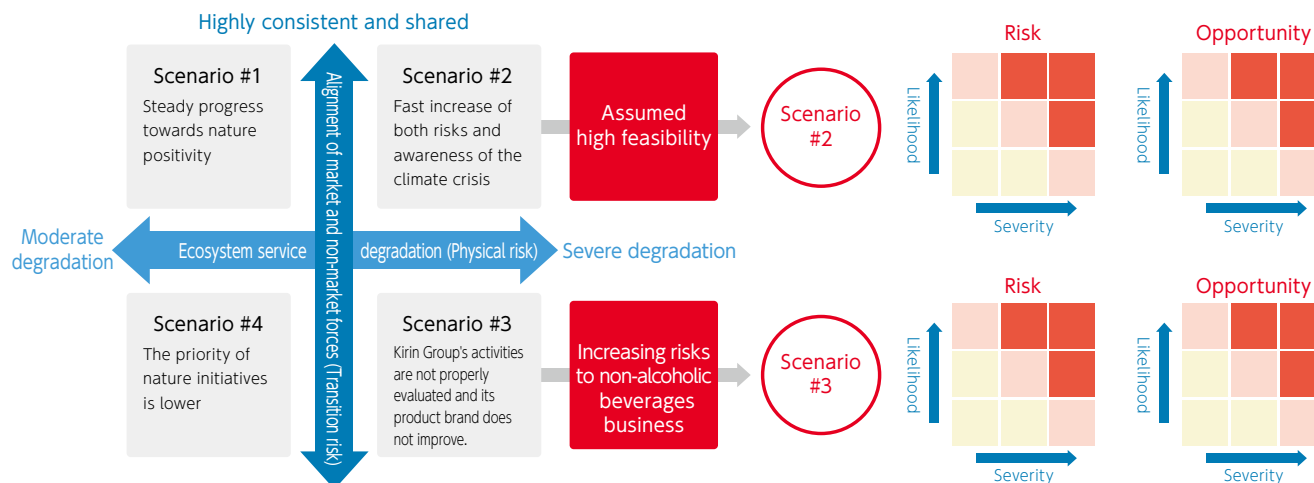 Highly consistent and shared
Scenario #1
Steady progress
towards nature
positivity
Scenario #2
Fast increase of
both risks and
awareness of the
climate crisis
Assumed
high feasibility
Scenario
#2
Risk
Likelihood
Severity
Opportunity
Likelihood
Severity
Alignment of market and non-market forces (Transition risk)
Moderate
degradation
Ecosystem service degradation (Physical risk)
Severe degradation
Scenario #4
The priority of
nature initiatives
is lower
Scenario #3
Kirin Group's activities
are not properly
evaluated and its
product brand does
not improve.
Increasing risks
to non-alcoholic
beverages
business
Scenario
#3
Risk
Likelihood
Severity
Opportunity
Likelihood
Severity